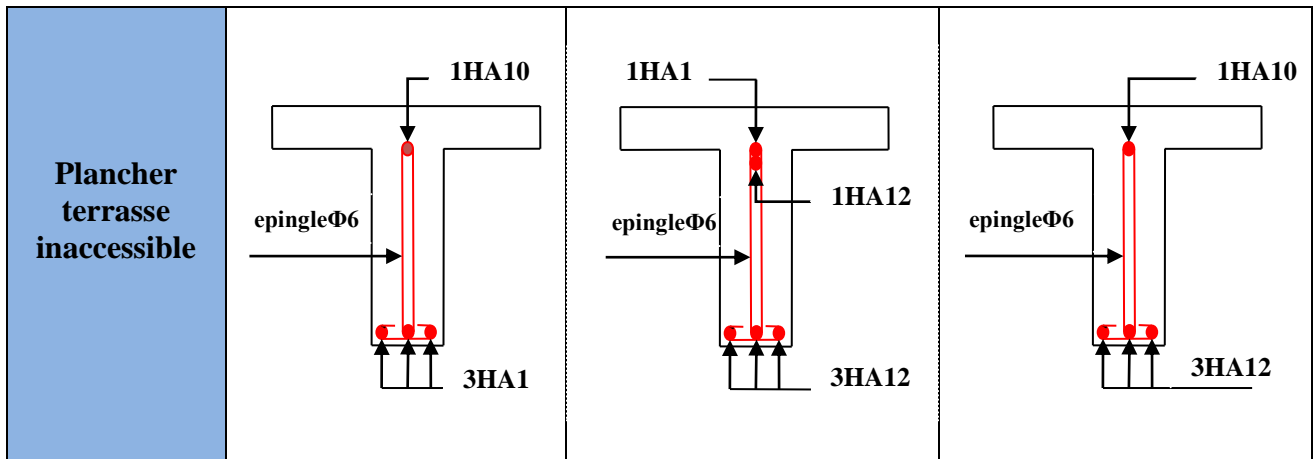 Plancher
terrasse
inaccessible
1HA10
epingleΦ6
3HA1
1HA1
1HA12
epingleΦ6
3HA12
1HA10
epingleΦ6
3HA12